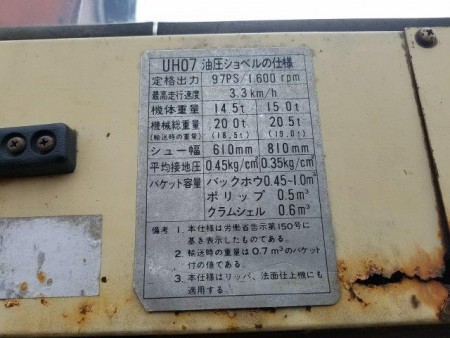 UH07 油圧ショベルの仕様
定格出力 97PS/1,600rpm
最高走行速度 3.3km/h
機体重量 14.5t 15.0t
機械総重量 20.0t 20.5t
(輸送時の重量) (18.5t) (19.0t)
シュー幅 610mm 810mm
平均接地圧 0.45kg/cm² 0.35kg/cm²
バケット容量 バックホウ 0.45~1.0m³
ポリップ 0.5m³
クラムシェル 0.6m³
備考 1. 本仕様は労働省告示第150号に
基き表示したものである。
2. 輸送時の重量は0.7m³のバケット
付の値である。
3. 本仕様はリッパ、法面仕上機にも
適用する。